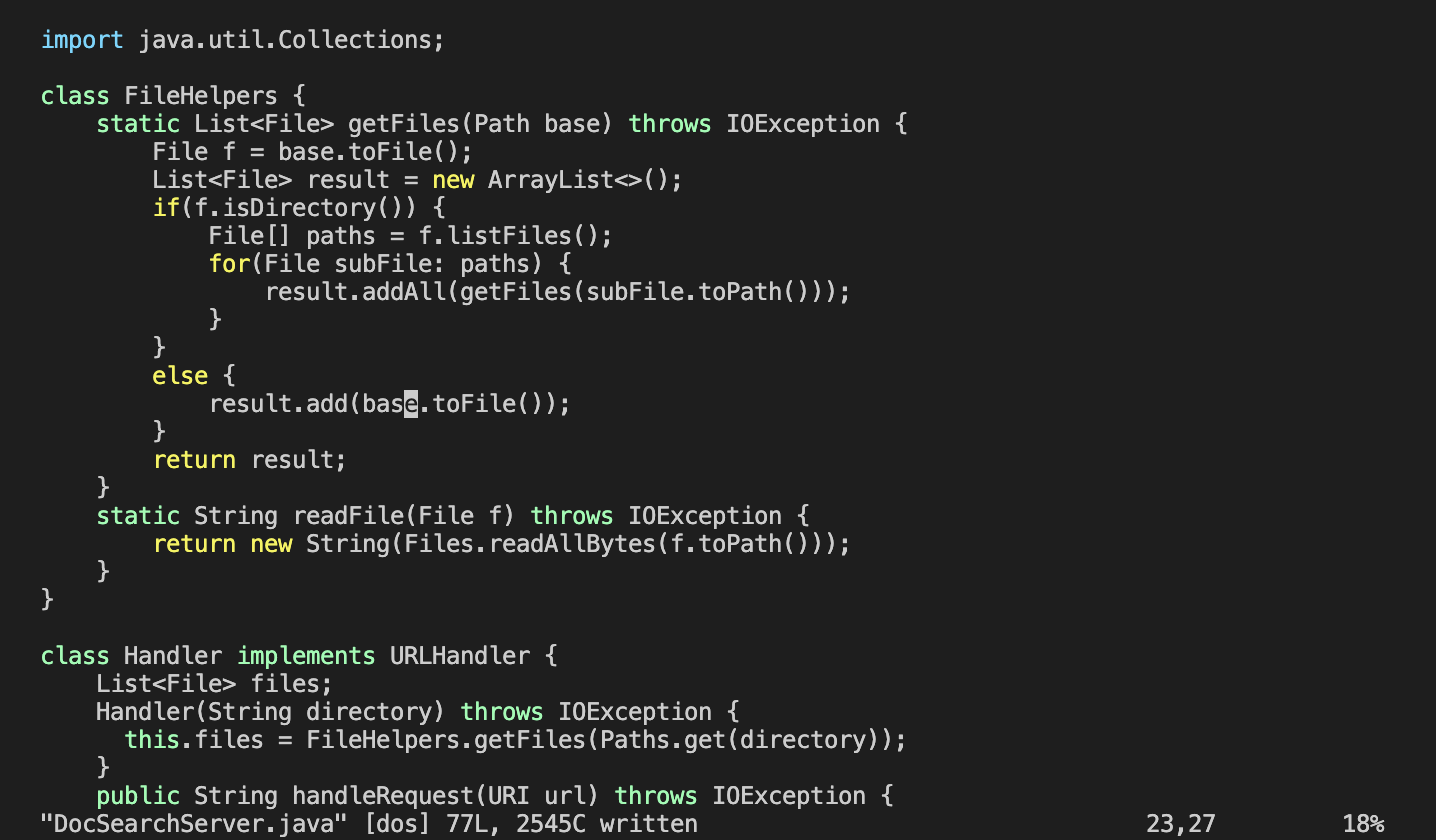 import java.util.Collections;

class FileHelpers {
    static List<File> getFiles(Path base) throws IOException {
        File f = base.toFile();
        List<File> result = new ArrayList<>();
        if(f.isDirectory()) {
            File[] paths = f.listFiles();
            for(File subFile: paths) {
                result.addAll(getFiles(subFile.toPath()));
            }
        }
        else {
            result.add(base.toFile());
        }
        return result;
    }
    static String readFile(File f) throws IOException {
        return new String(Files.readAllBytes(f.toPath()));
    }
}

class Handler implements URLHandler {
    List<File> files;
    Handler(String directory) throws IOException {
      this.files = FileHelpers.getFiles(Paths.get(directory));
    }
    public String handleRequest(URI url) throws IOException {
"DocSearchServer.java" [dos] 77L, 2545C written                                23,27         18%